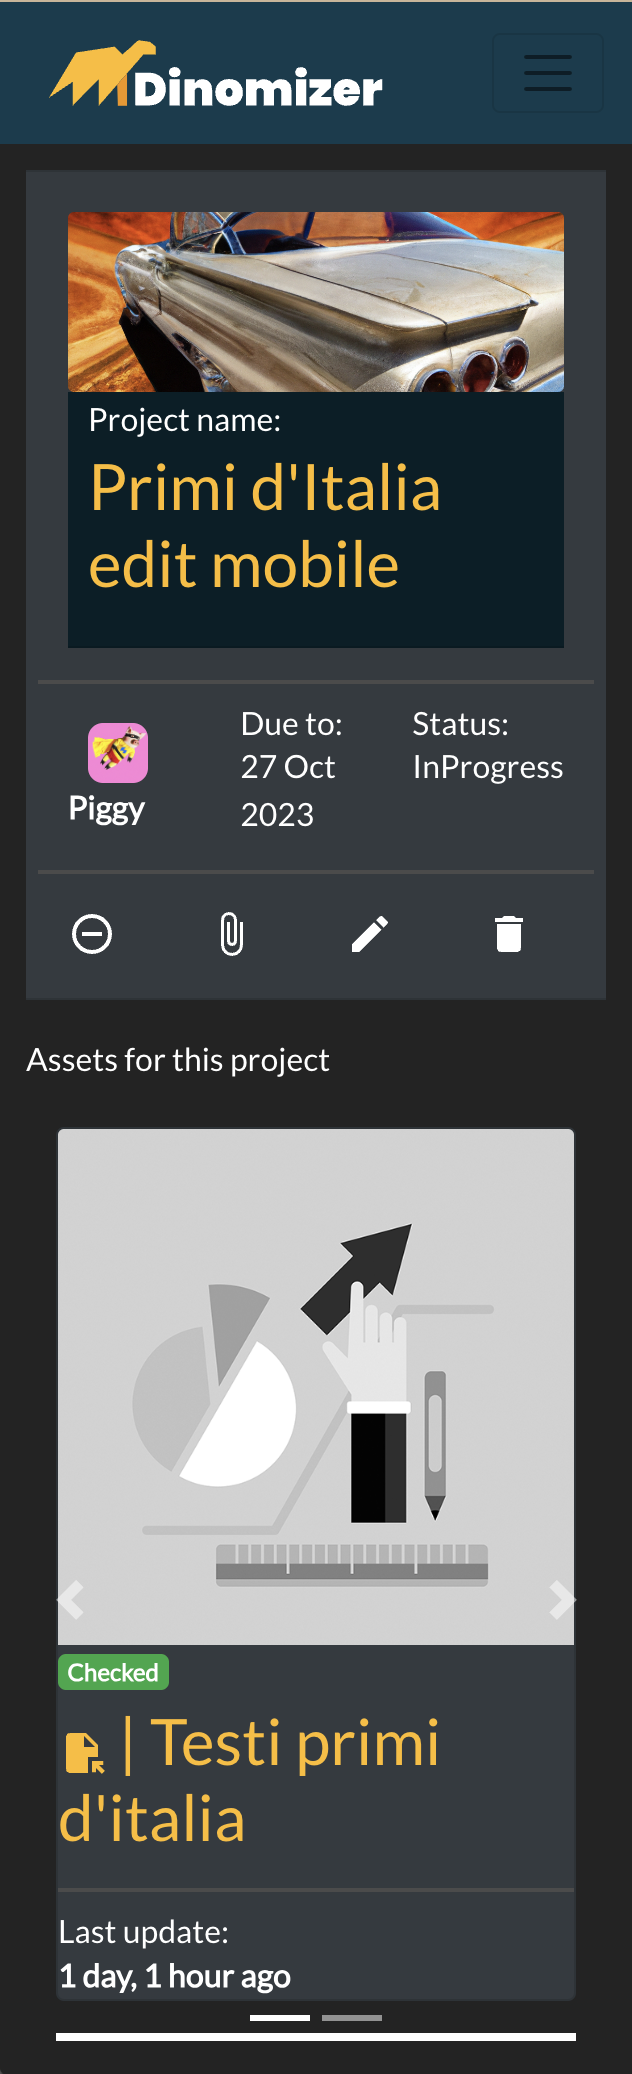 Dinomizer
Project name:
Primi d'Italia
edit mobile
Piggy
Due to:
27 Oct
2023
Status:
InProgress
Assets for this project
Checked
| Testi primi
d'italia
Last update:
1 day, 1 hour ago